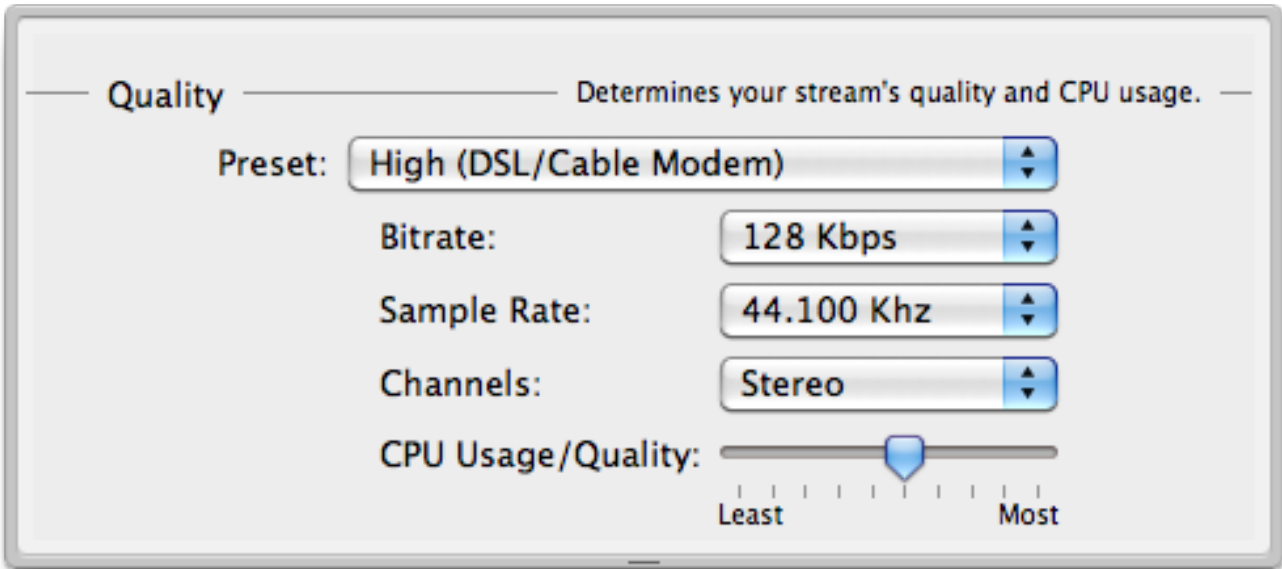 Quality Determines your stream's quality and CPU usage.
Preset: High (DSL/Cable Modem)
Bitrate: 128 Kbps
Sample Rate: 44.100 Khz
Channels: Stereo
CPU Usage/Quality:
Least Most